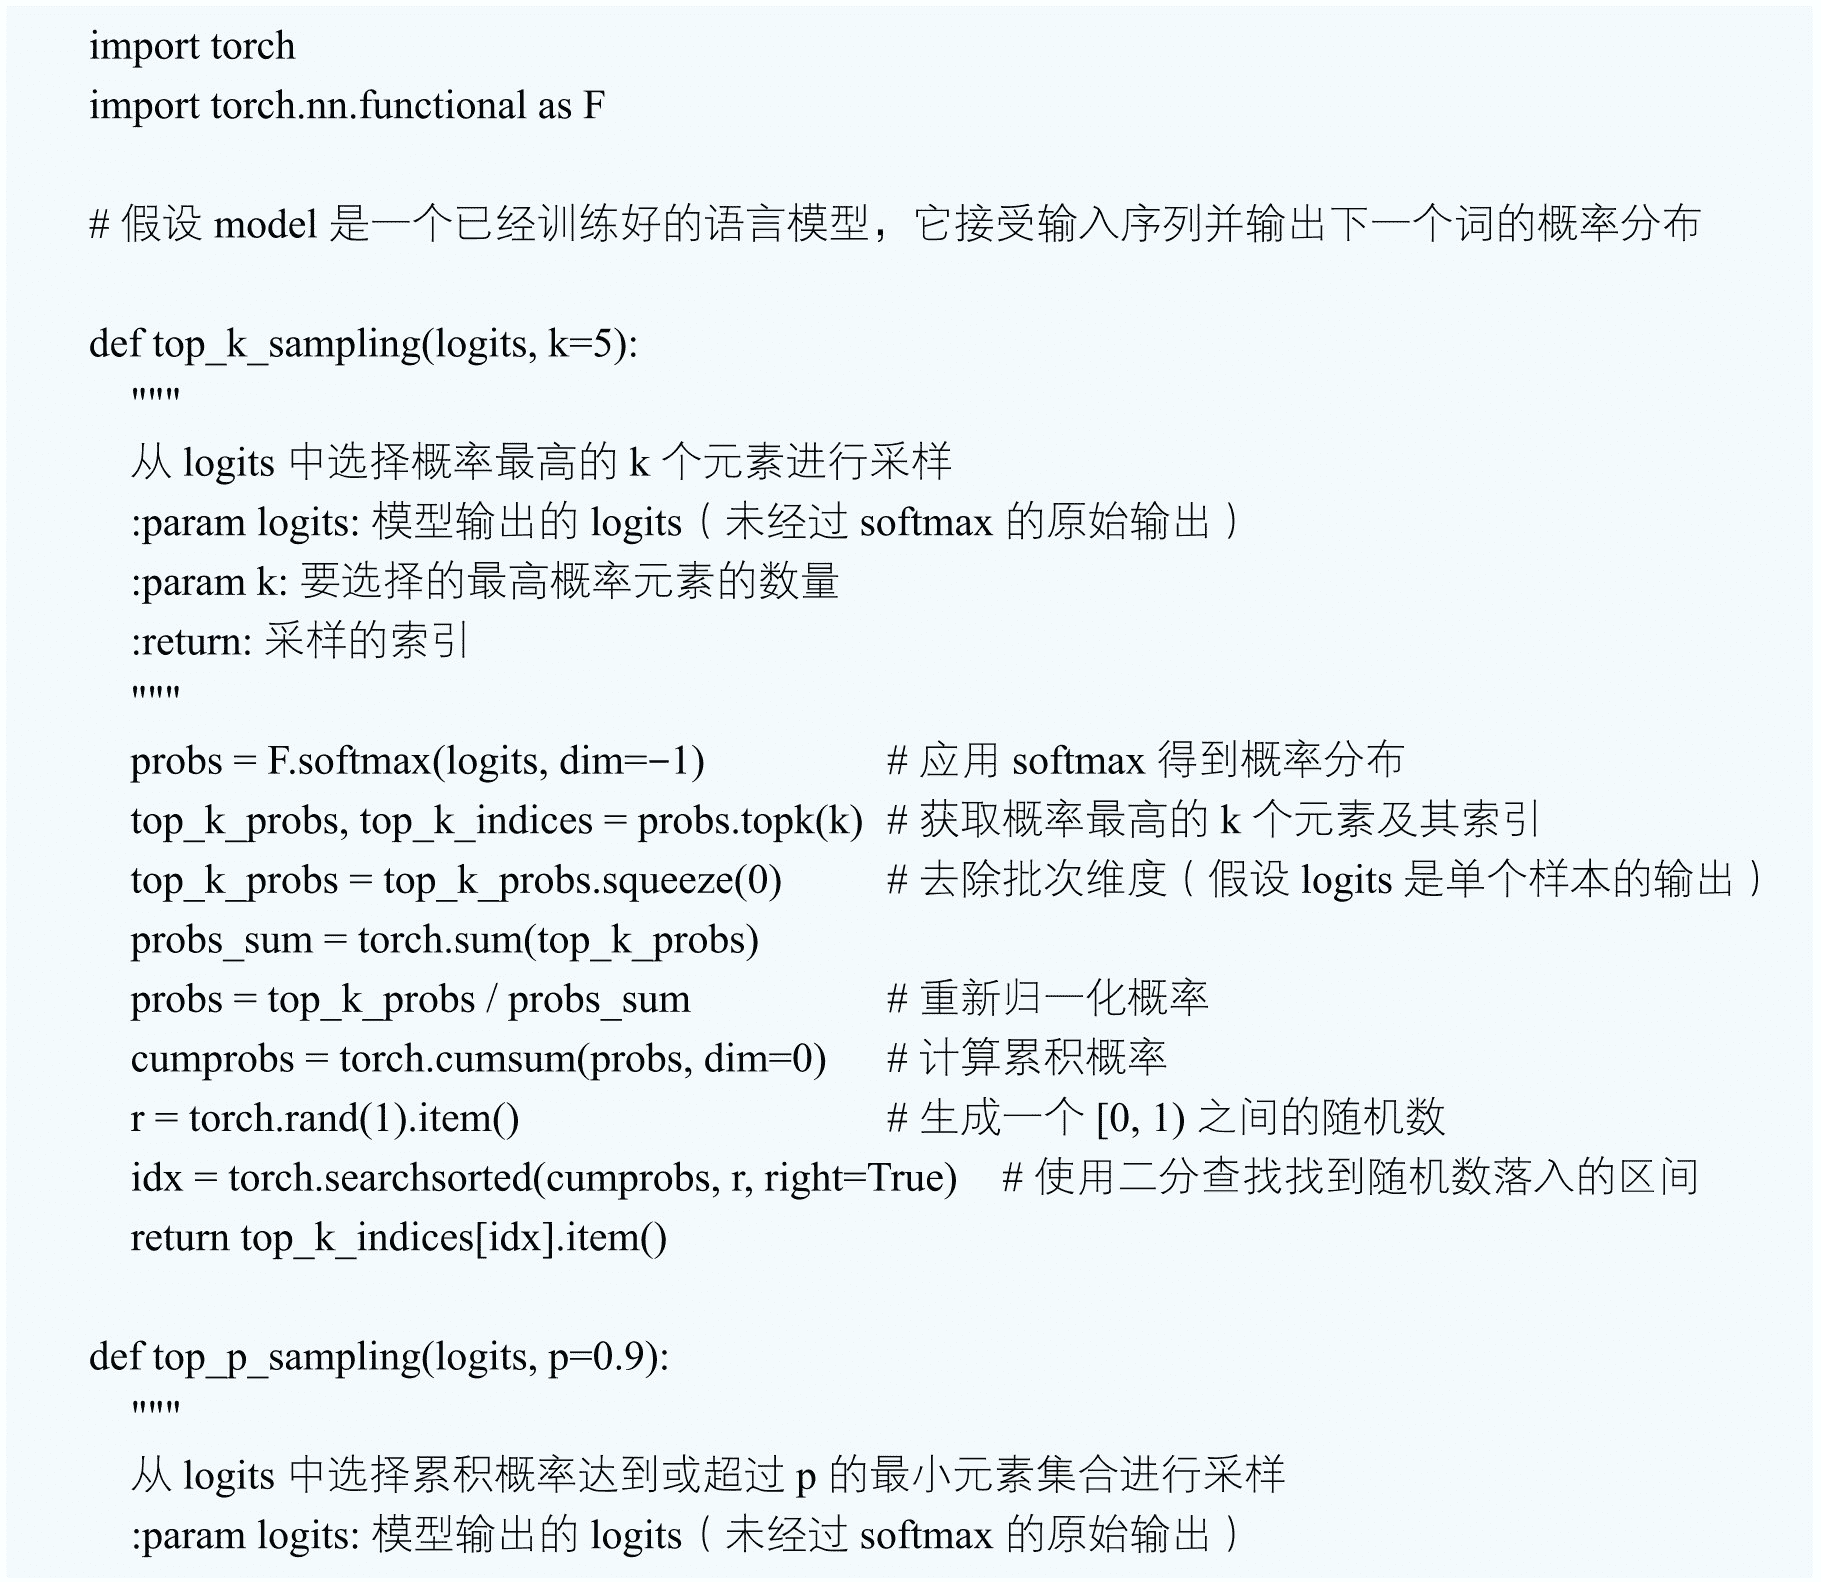 import torch
import torch.nn.functional as F
# 假设 model 是一个已经训练好的语言模型，它接受输入序列并输出下一个词的概率分布
def top_k_sampling(logits, k=5):
"""
从 logits 中选择概率最高的 k 个元素进行采样
:param logits: 模型输出的 logits（未经过 softmax 的原始输出）
:param k: 要选择的最高概率元素的数量
:return: 采样的索引
"""
probs = F.softmax(logits, dim=−1) # 应用 softmax 得到概率分布
top_k_probs, top_k_indices = probs.topk(k) # 获取概率最高的 k 个元素及其索引
top_k_probs = top_k_probs.squeeze(0) # 去除批次维度（假设 logits 是单个样本的输出）
probs_sum = torch.sum(top_k_probs)
probs = top_k_probs / probs_sum # 重新归一化概率
cumprobs = torch.cumsum(probs, dim=0) # 计算累积概率
r = torch.rand(1).item() # 生成一个 [0, 1) 之间的随机数
idx = torch.searchsorted(cumprobs, r, right=True) # 使用二分查找找到随机数落入的区间
return top_k_indices[idx].item()
def top_p_sampling(logits, p=0.9):
"""
从 logits 中选择累积概率达到或超过 p 的最小元素集合进行采样
:param logits: 模型输出的 logits（未经过 softmax 的原始输出）